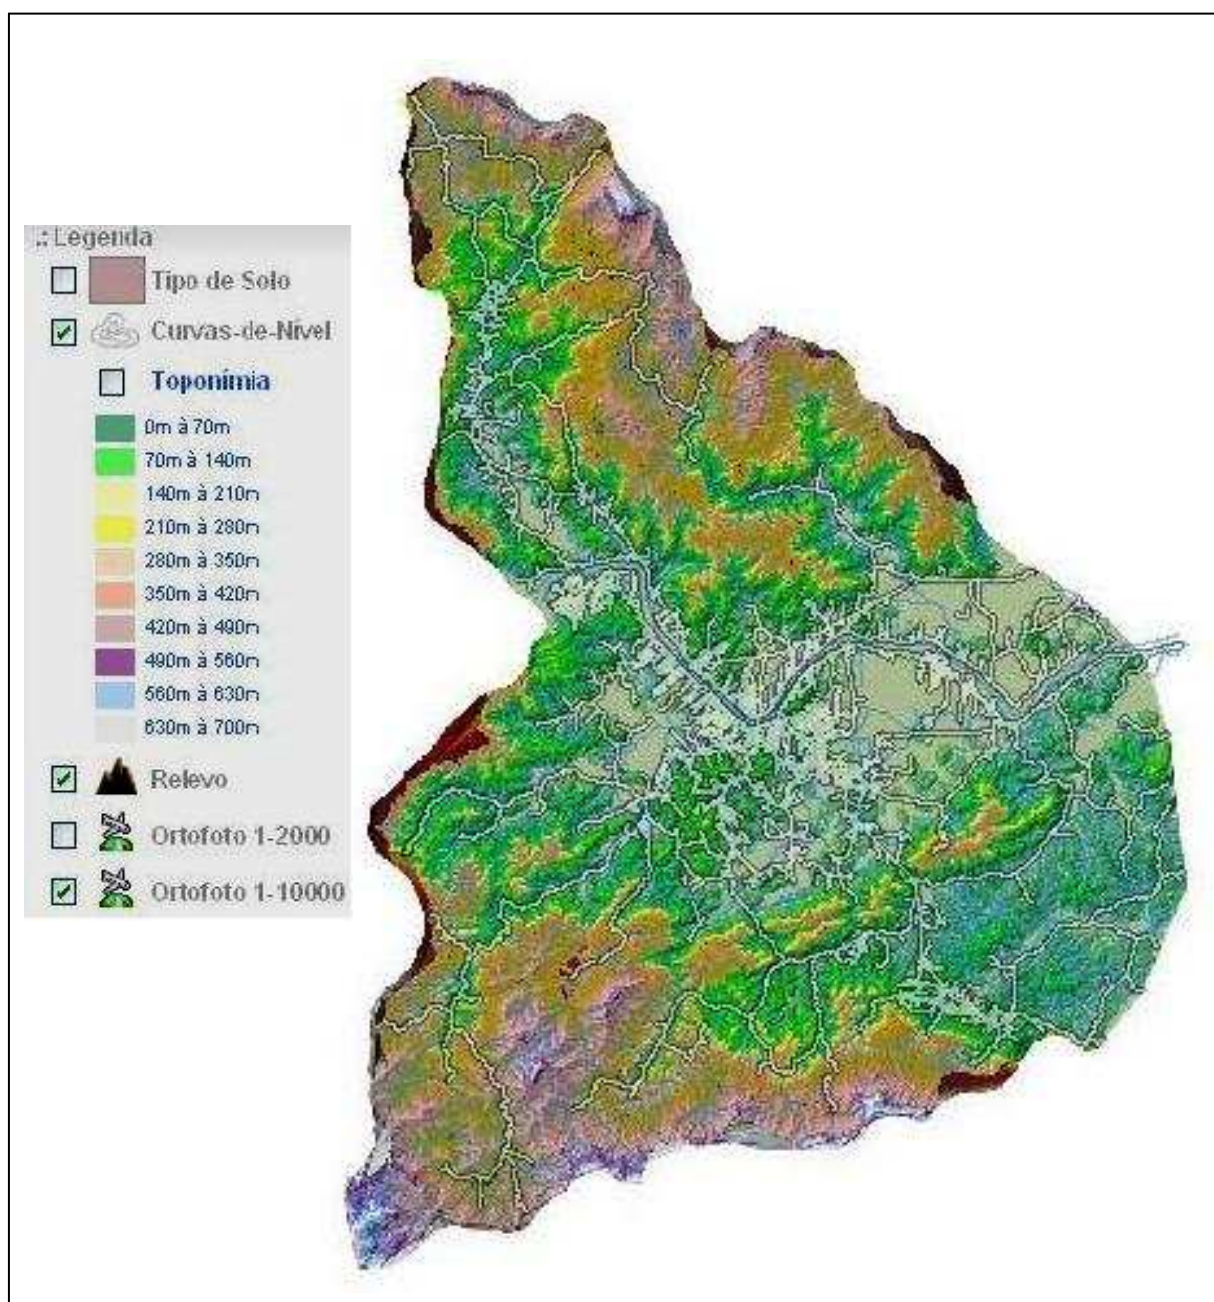 .: Legenda
Tipo de Solo
Curvas-de-Nível
Toponímia
0m à 70m
70m à 140m
140m à 210m
210m à 280m
280m à 350m
350m à 420m
420m à 490m
490m à 560m
560m à 630m
630m à 700m
Relevo
Ortofoto 1-2000
Ortofoto 1-10000